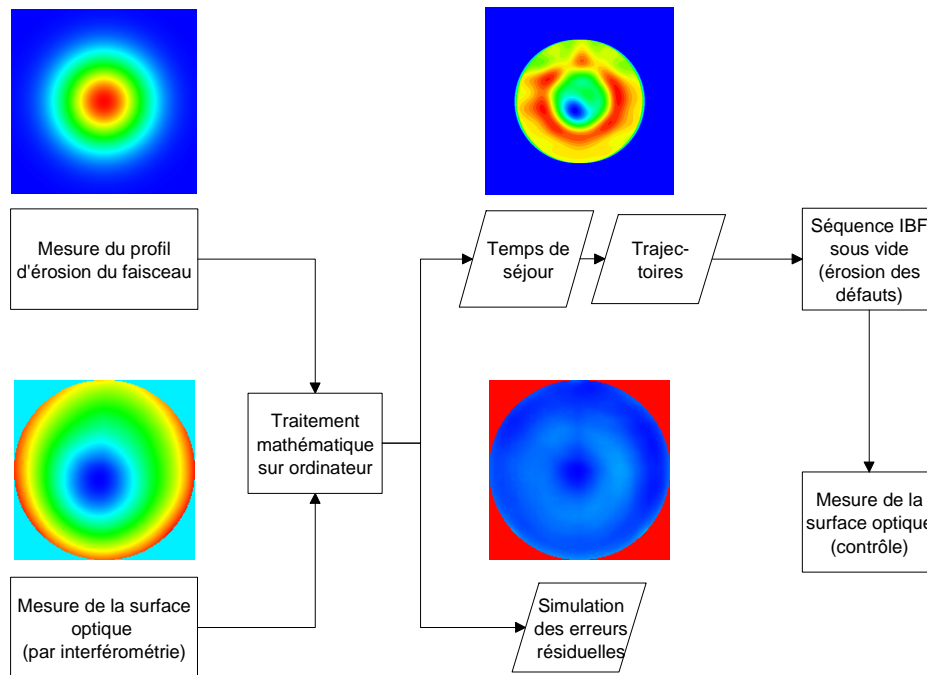 Mesure du profil
d'érosion du faisceau
Temps de
séjour
Trajec-
toires
Séquence IBF
sous vide
(érosion des
défauts)
Traitement
mathématique
sur ordinateur
Mesure de la
surface optique
(contrôle)
Mesure de la surface
optique
(par interférométrie)
Simulation
des erreurs
résiduelles